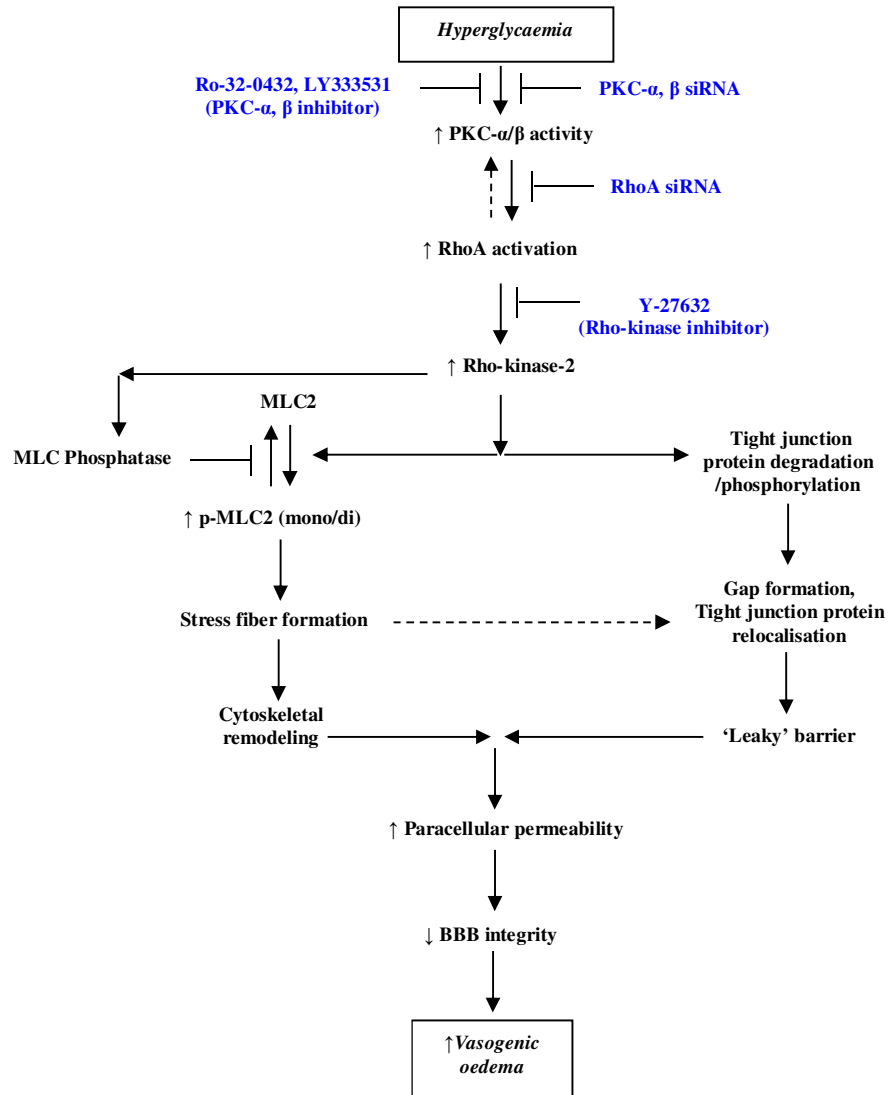 Hyperglycaemia
Ro-32-0432, LY333531
(PKC-α, β inhibitor)
PKC-α, β siRNA
↑ PKC-α/β activity
RhoA siRNA
↑ RhoA activation
Y-27632
(Rho-kinase inhibitor)
↑ Rho-kinase-2
MLC2
MLC Phosphatase
Tight junction
protein degradation
/phosphorylation
↑ p-MLC2 (mono/di)
Stress fiber formation
Gap formation,
Tight junction protein
relocalisation
Cytoskeletal
remodeling
‘Leaky’ barrier
↑ Paracellular permeability
↓ BBB integrity
↑Vasogenic
oedema